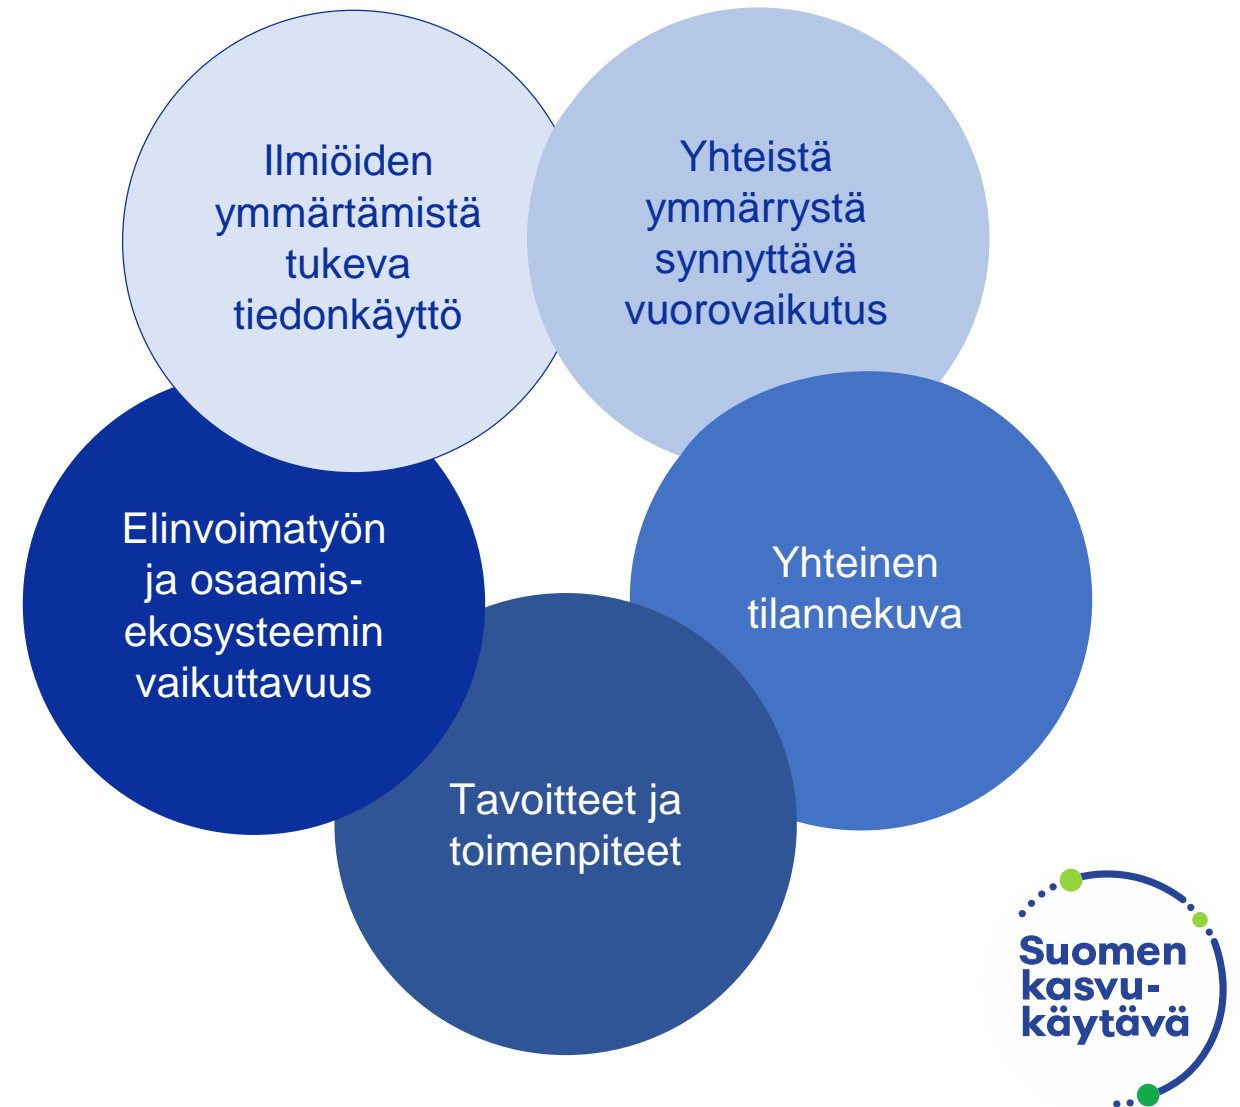 Ilmiöiden
ymmärtämistä
tukeva
tiedonkäyttö
Yhteistä
ymmärrystä
synnyttävä
vuorovaikutus
Yhteinen
tilannekuva
Tavoitteet ja
toimenpiteet
Elinvoimatyön
ja osaamis-
ekosysteemin
vaikuttavuus
Suomen
kasvu-
käytävä